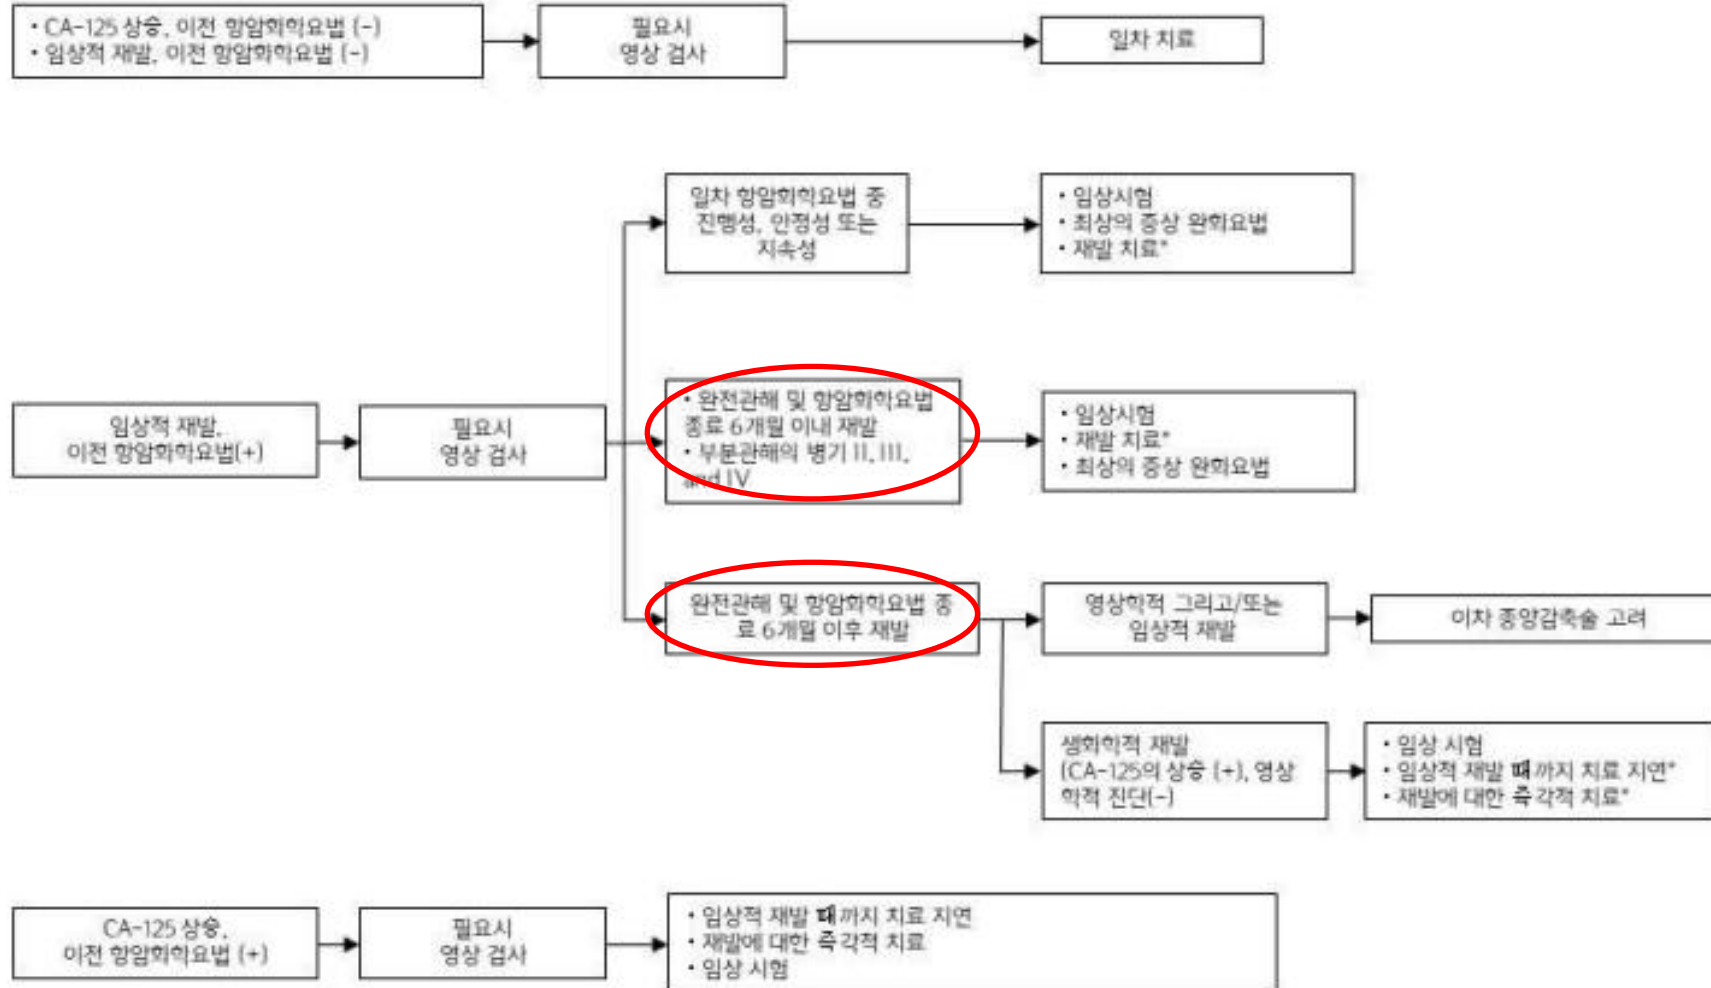 • CA-125 상승, 이전 항암화학요법 (-)
• 임상적 재발, 이전 항암화학요법 (-)
필요시
영상 검사
일차 치료
일차 항암화학요법 중
진행성, 안정성 또는
지속성
• 임상시험
• 최상의 증상 완화요법
• 재발 치료*
임상적 재발,
이전 항암화학요법(+)
필요시
영상 검사
• 완전관해 및 항암화학요법
종료 6개월 이내 재발
• 부분관해의 병기 II, III,
and IV
• 임상시험
• 재발 치료*
• 최상의 증상 완화요법
완전관해 및 항암화학요법 종
료 6개월 이후 재발
영상학적 그리고/또는
임상적 재발
이차 종양감축술 고려
생화학적 재발
(CA-125의 상승 (+), 영상
학적 진단(-)
• 임상 시험
• 임상적 재발 때까지 치료 지연*
• 재발에 대한 즉각적 치료*
CA-125 상승,
이전 항암화학요법 (+)
필요시
영상 검사
• 임상적 재발 때까지 치료 지연
• 재발에 대한 즉각적 치료
• 임상 시험